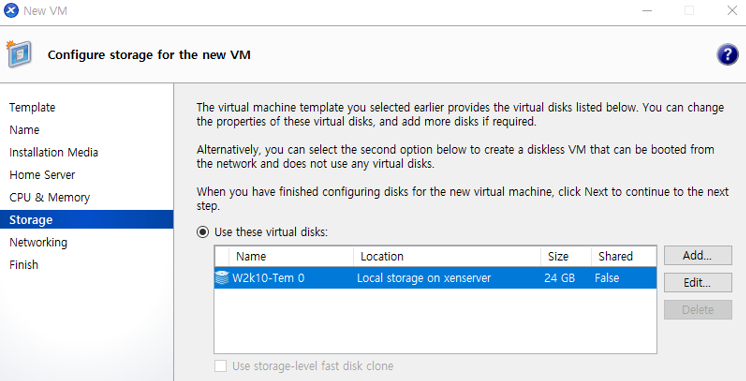 New VM
Configure storage for the new VM
?
Template
Name
Installation Media
Home Server
CPU & Memory
Storage
Networking
Finish
The virtual machine template you selected earlier provides the virtual disks listed below. You can change
the properties of these virtual disks, and add more disks if required.
Alternatively, you can select the second option below to create a diskless VM that can be booted from
the network and does not use any virtual disks.
When you have finished configuring disks for the new virtual machine, click Next to continue to the next
step.
Use these virtual disks:
Name Location Size Shared
W2k10-Tem 0 Local storage on xenserver 24 GB False
Add...
Edit...
Delete
Use storage-level fast disk clone